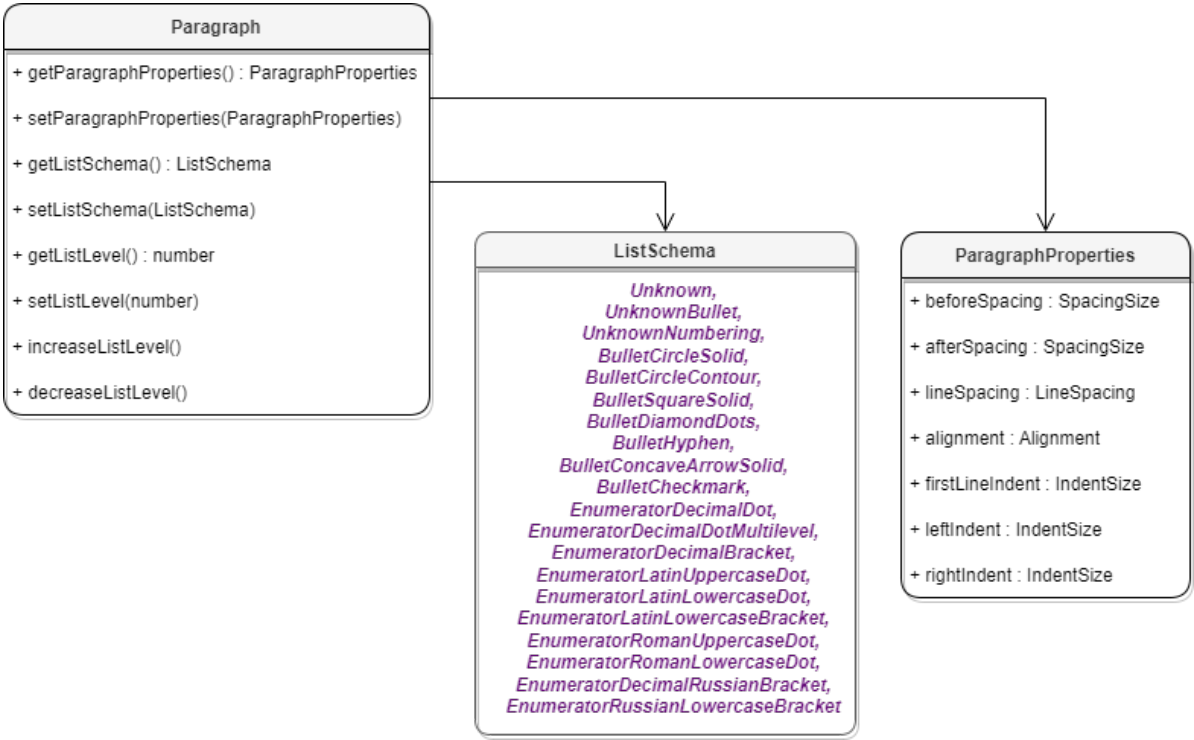 Paragraph
+ getParagraphProperties() : ParagraphProperties
+ setParagraphProperties(ParagraphProperties)
+ getListSchema() : ListSchema
+ setListSchema(ListSchema)
+ getListLevel() : number
+ setListLevel(number)
+ increaseListLevel()
+ decreaseListLevel()
ListSchema
Unknown,
UnknownBullet,
UnknownNumbering,
BulletCircleSolid,
BulletCircleContour,
BulletSquareSolid,
BulletDiamondDots,
BulletHyphen,
BulletConcaveArrowSolid,
BulletCheckmark,
EnumeratorDecimalDot,
EnumeratorDecimalDotMultilevel,
EnumeratorDecimalBracket,
EnumeratorLatinUppercaseDot,
EnumeratorLatinLowercaseDot,
EnumeratorLatinLowercaseBracket,
EnumeratorRomanUppercaseDot,
EnumeratorRomanLowercaseDot,
EnumeratorDecimalRussianBracket,
EnumeratorRussianLowercaseBracket
ParagraphProperties
+ beforeSpacing : SpacingSize
+ afterSpacing : SpacingSize
+ lineSpacing : LineSpacing
+ alignment : Alignment
+ firstLineIndent : IndentSize
+ leftIndent : IndentSize
+ rightIndent : IndentSize